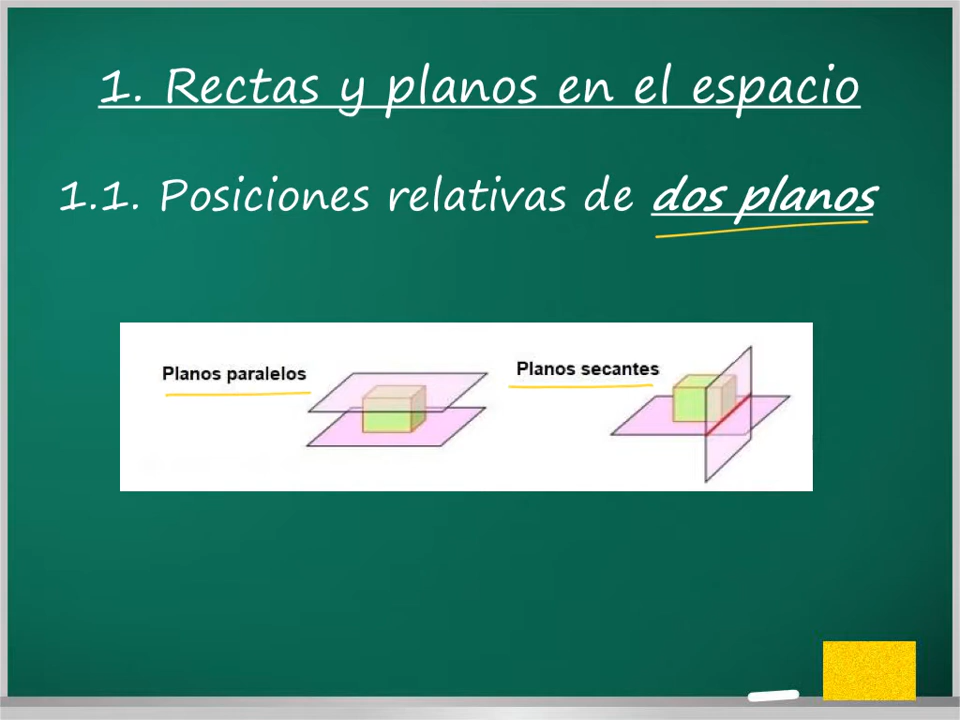 1. Rectas y planos en el espacio
1.1. Posiciones relativas de dos planos
Planos paralelos
Planos secantes